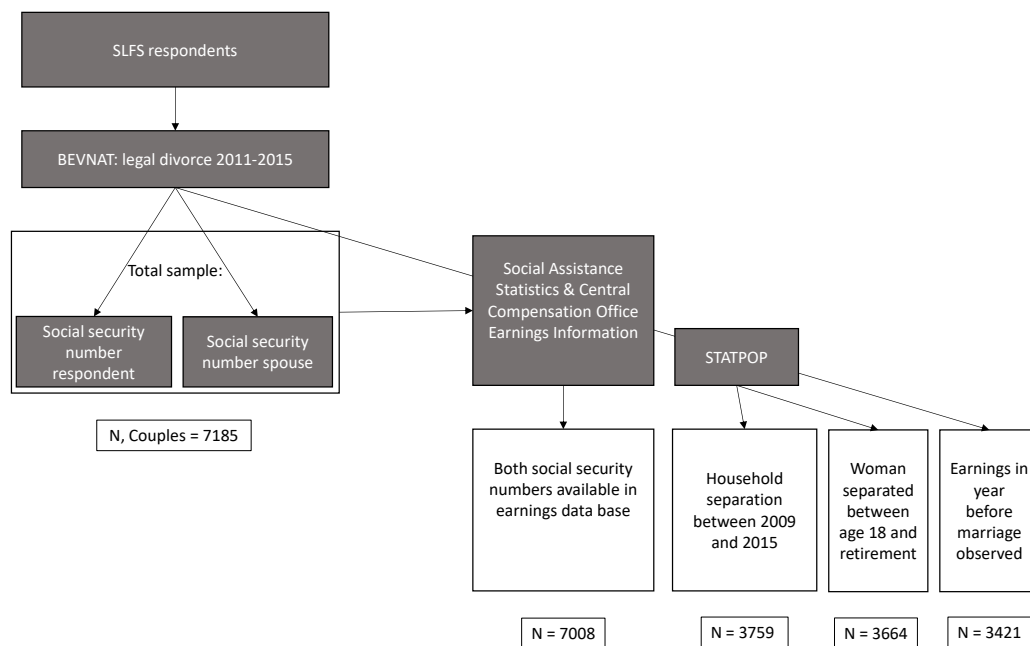 SLFS respondents
BEVNAT: legal divorce 2011-2015
Total sample:
Social security
number
respondent
Social security
number spouse
N, Couples = 7185
Social Assistance
Statistics & Central
Compensation Office
Earnings Information
STATPOP
Both social security
numbers available in
earnings data base
Household
separation
between 2009
and 2015
Woman
separated
between
age 18 and
retirement
Earnings in
year
before
marriage
observed
N = 7008
N = 3759
N = 3664
N = 3421